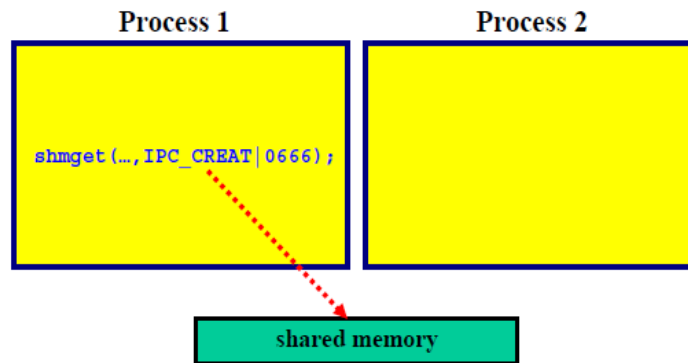 Process 1
Process 2
shmget(…,IPC_CREAT|0666);
shared memory